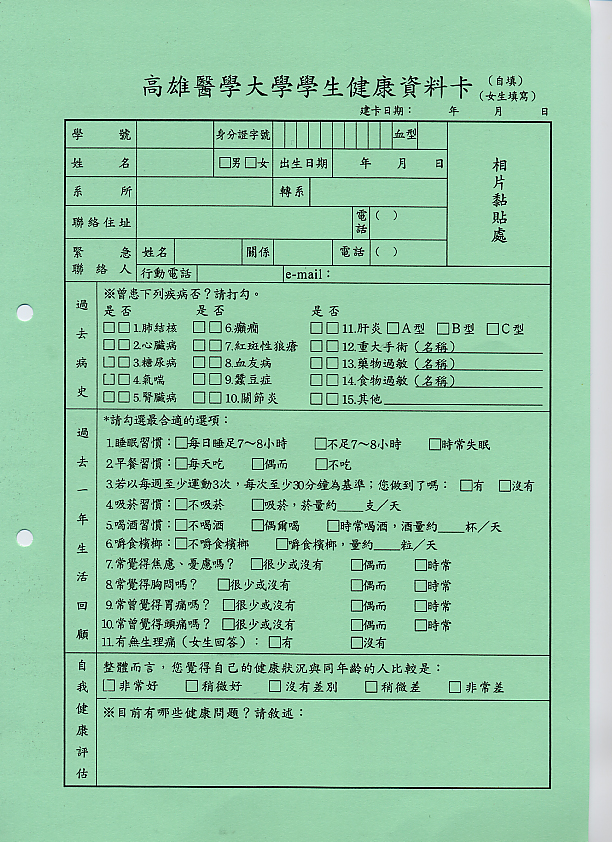 高雄醫學大學學生健康資料卡 (自填)
(女生填寫)
建卡日期： 年 月 日
學號 身分證字號 血型
姓名 □男 □女 出生日期 年 月 日
系所 轉系
聯絡住址 電話 ( )
緊急聯絡人 姓名 關係 電話 ( )
行動電話 e-mail：
相片黏貼處
過去病史
※曾患下列疾病否？請打勾。
是 否 是 否 是 否
□□1.肺結核 □□6.癲癇 □□11.肝炎 □A型 □B型 □C型
□□2.心臟病 □□7.紅斑性狼瘡 □□12.重大手術(名稱)
□□3.糖尿病 □□8.血友病 □□13.藥物過敏(名稱)
□□4.氣喘 □□9.蠶豆症 □□14.食物過敏(名稱)
□□5.腎臟病 □□10.關節炎 □□15.其他
過去一年生活回顧
*請勾選最合適的選項：
1.睡眠習慣：□每日睡足7～8小時 □不足7～8小時 □時常失眠
2.早餐習慣：□每天吃 □偶而 □不吃
3.若以每週至少運動3次，每次至少30分鐘為基準；您做到了嗎：□有 □沒有
4.吸菸習慣：□不吸菸 □吸菸，菸量約____支／天
5.喝酒習慣：□不喝酒 □偶爾喝 □時常喝酒，酒量約____杯／天
6.嚼食檳榔：□不嚼食檳榔 □嚼食檳榔，量約____粒／天
7.常覺得焦慮、憂慮嗎？ □很少或沒有 □偶而 □時常
8.常覺得胸悶嗎？□很少或沒有 □偶而 □時常
9.常曾覺得胃痛嗎？ □很少或沒有 □偶而 □時常
10.常曾覺得頭痛嗎？ □很少或沒有 □偶而 □時常
11.有無生理痛(女生回答)：□有 □沒有
自我健康評估
整體而言，您覺得自己的健康狀況與同年齡的人比較是：
□非常好 □稍微好 □沒有差別 □稍微差 □非常差
※目前有哪些健康問題？請敘述：